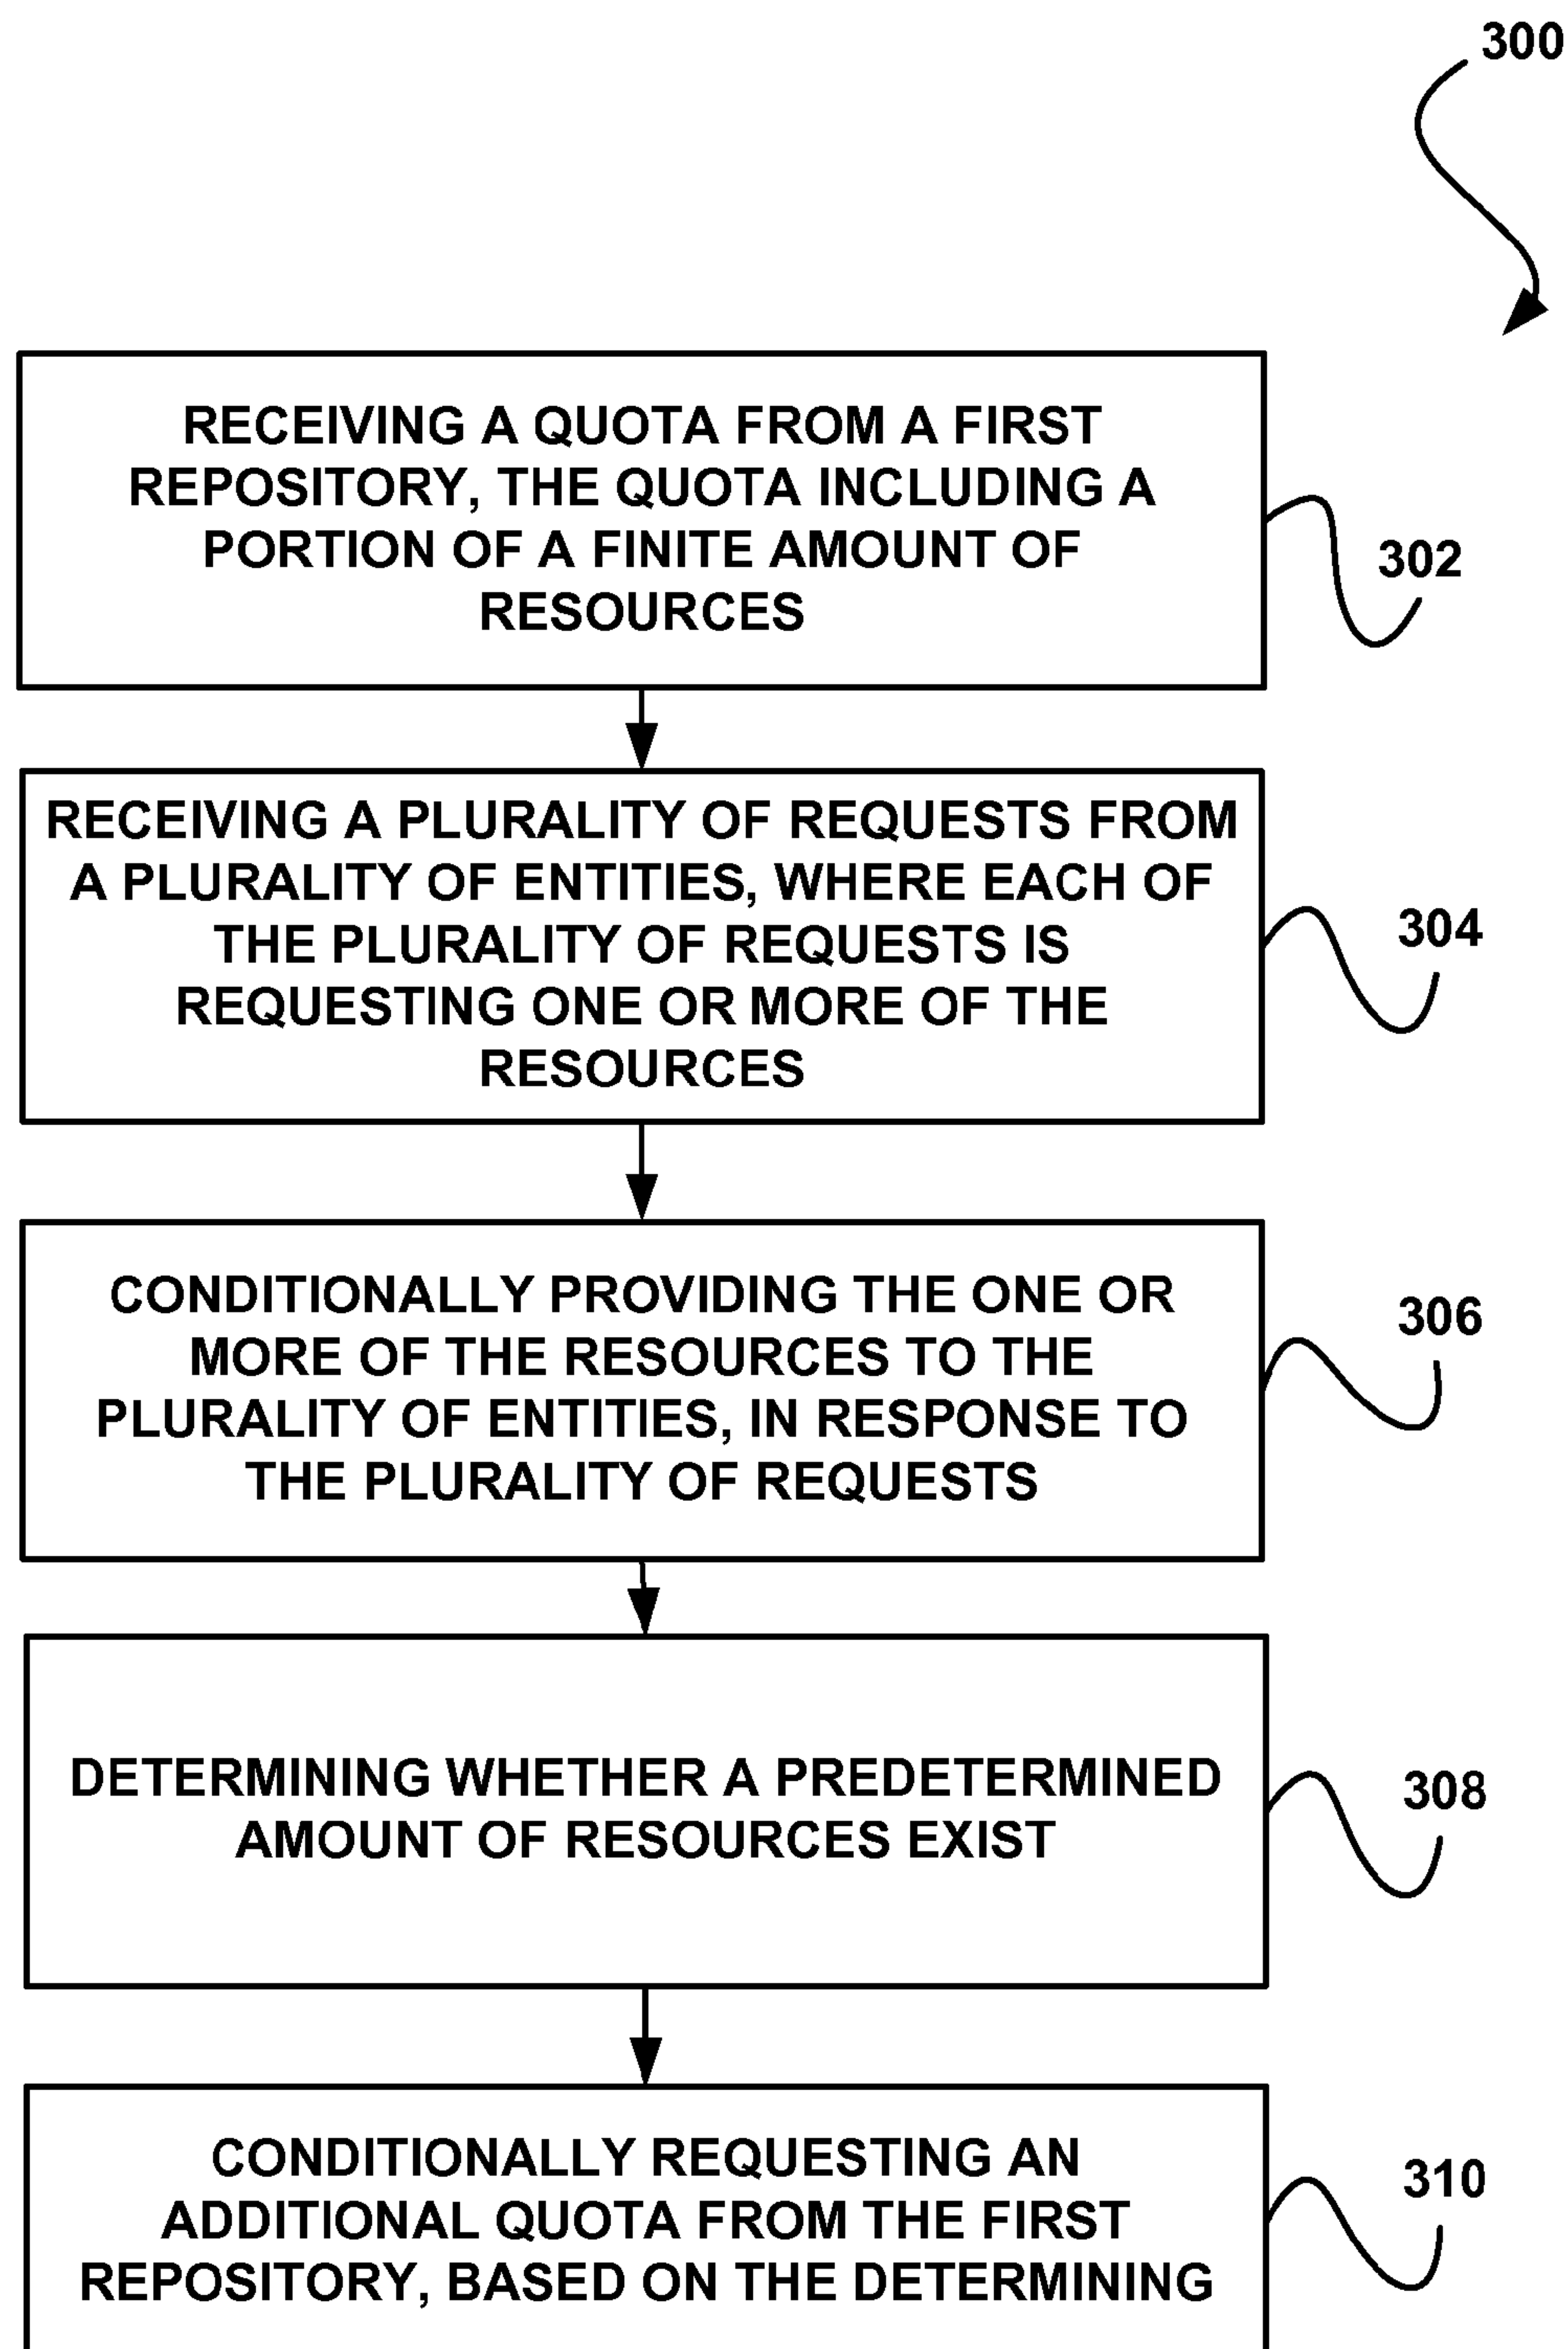 300
RECEIVING A QUOTA FROM A FIRST
REPOSITORY, THE QUOTA INCLUDING A
PORTION OF A FINITE AMOUNT OF
RESOURCES
302
RECEIVING A PLURALITY OF REQUESTS FROM
A PLURALITY OF ENTITIES, WHERE EACH OF
THE PLURALITY OF REQUESTS IS
REQUESTING ONE OR MORE OF THE
RESOURCES
304
CONDITIONALLY PROVIDING THE ONE OR
MORE OF THE RESOURCES TO THE
PLURALITY OF ENTITIES, IN RESPONSE TO
THE PLURALITY OF REQUESTS
306
DETERMINING WHETHER A PREDETERMINED
AMOUNT OF RESOURCES EXIST
308
CONDITIONALLY REQUESTING AN
ADDITIONAL QUOTA FROM THE FIRST
REPOSITORY, BASED ON THE DETERMINING
310